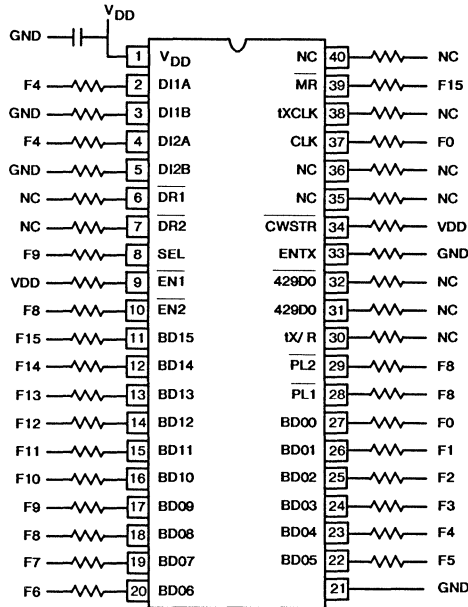 VDD
GND
1 VDD NC 40 NC
F4 2 DI1A MR 39 F15
GND 3 DI1B tXCLK 38 NC
F4 4 DI2A CLK 37 F0
GND 5 DI2B NC 36 NC
NC 6 DR1 NC 35 NC
NC 7 DR2 CWSTR 34 VDD
F9 8 SEL ENTX 33 GND
VDD 9 EN1 429D0 32 NC
F8 10 EN2 429D0 31 NC
F15 11 BD15 tX/ R 30 NC
F14 12 BD14 PL2 29 F8
F13 13 BD13 PL1 28 F8
F12 14 BD12 BD00 27 F0
F11 15 BD11 BD01 26 F1
F10 16 BD10 BD02 25 F2
F9 17 BD09 BD03 24 F3
F8 18 BD08 BD04 23 F4
F7 19 BD07 BD05 22 F5
F6 20 BD06 21 GND